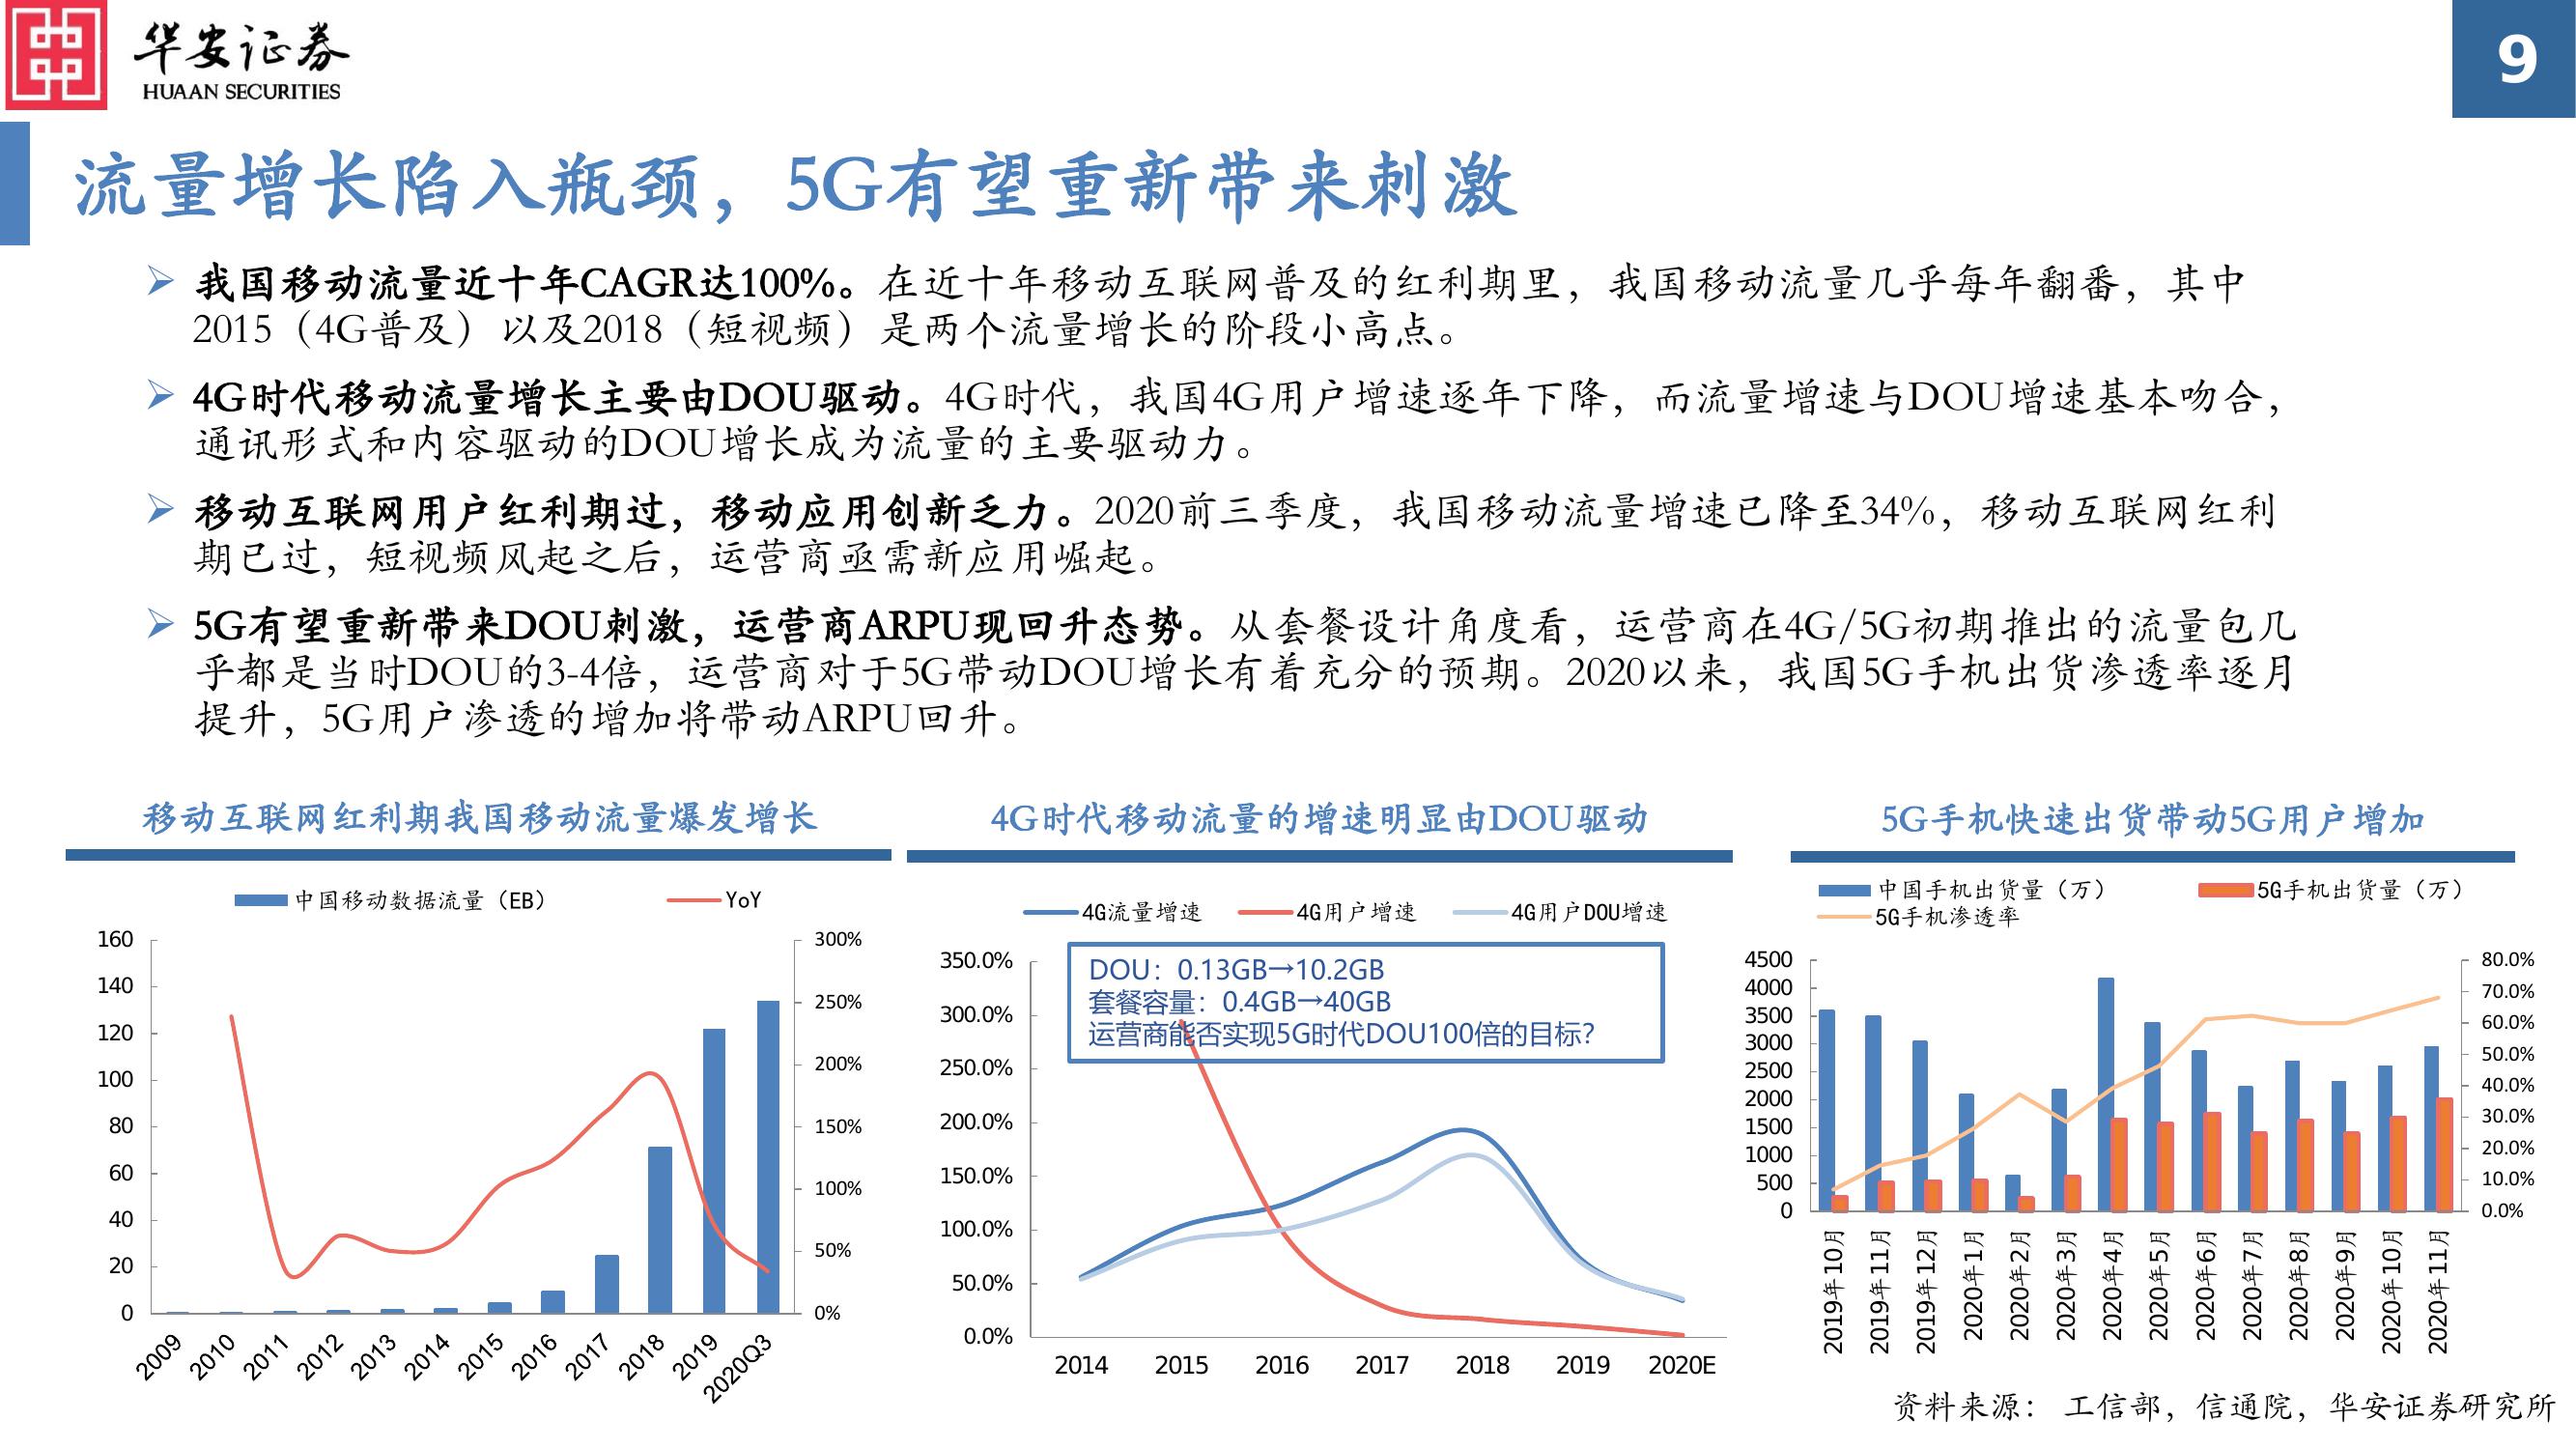 华安证券
HUAAN SECURITIES
9
流量增长陷入瓶颈，5G有望重新带来刺激
我国移动流量近十年CAGR达100%。在近十年移动互联网普及的红利期里，我国移动流量几乎每年翻番，其中
2015（4G普及）以及2018（短视频）是两个流量增长的阶段小高点。
4G时代移动流量增长主要由DOU驱动。4G时代，我国4G用户增速逐年下降，而流量增速与DOU增速基本吻合，
通讯形式和内容驱动的DOU增长成为流量的主要驱动力。
移动互联网用户红利期过，移动应用创新乏力。2020前三季度，我国移动流量增速已降至34%，移动互联网红利
期已过，短视频风起之后，运营商亟需新应用崛起。
5G有望重新带来DOU刺激，运营商ARPU现回升态势。从套餐设计角度看，运营商在4G/5G初期推出的流量包几
乎都是当时DOU的3-4倍，运营商对于5G带动DOU增长有着充分的预期。2020以来，我国5G手机出货渗透率逐月
提升，5G用户渗透的增加将带动ARPU回升。
移动互联网红利期我国移动流量爆发增长
中国移动数据流量（EB） YoY
160
140
120
100
80
60
40
20
0
300%
250%
200%
150%
100%
50%
0%
2009 2010 2011 2012 2013 2014 2015 2016 2017 2018 2019 2020Q3
4G时代移动流量的增速明显由DOU驱动
4G流量增速 4G用户增速 4G用户DOU增速
DOU：0.13GB→10.2GB
套餐容量：0.4GB→40GB
运营商能否实现5G时代DOU100倍的目标？
350.0%
300.0%
250.0%
200.0%
150.0%
100.0%
50.0%
0.0%
2014 2015 2016 2017 2018 2019 2020E
5G手机快速出货带动5G用户增加
中国手机出货量（万） 5G手机出货量（万）
5G手机渗透率
4500
4000
3500
3000
2500
2000
1500
1000
500
0
80.0%
70.0%
60.0%
50.0%
40.0%
30.0%
20.0%
10.0%
0.0%
2019年10月 2019年11月 2019年12月 2020年1月 2020年2月 2020年3月 2020年4月 2020年5月 2020年6月 2020年7月 2020年8月 2020年9月 2020年10月 2020年11月
资料来源： 工信部，信通院，华安证券研究所